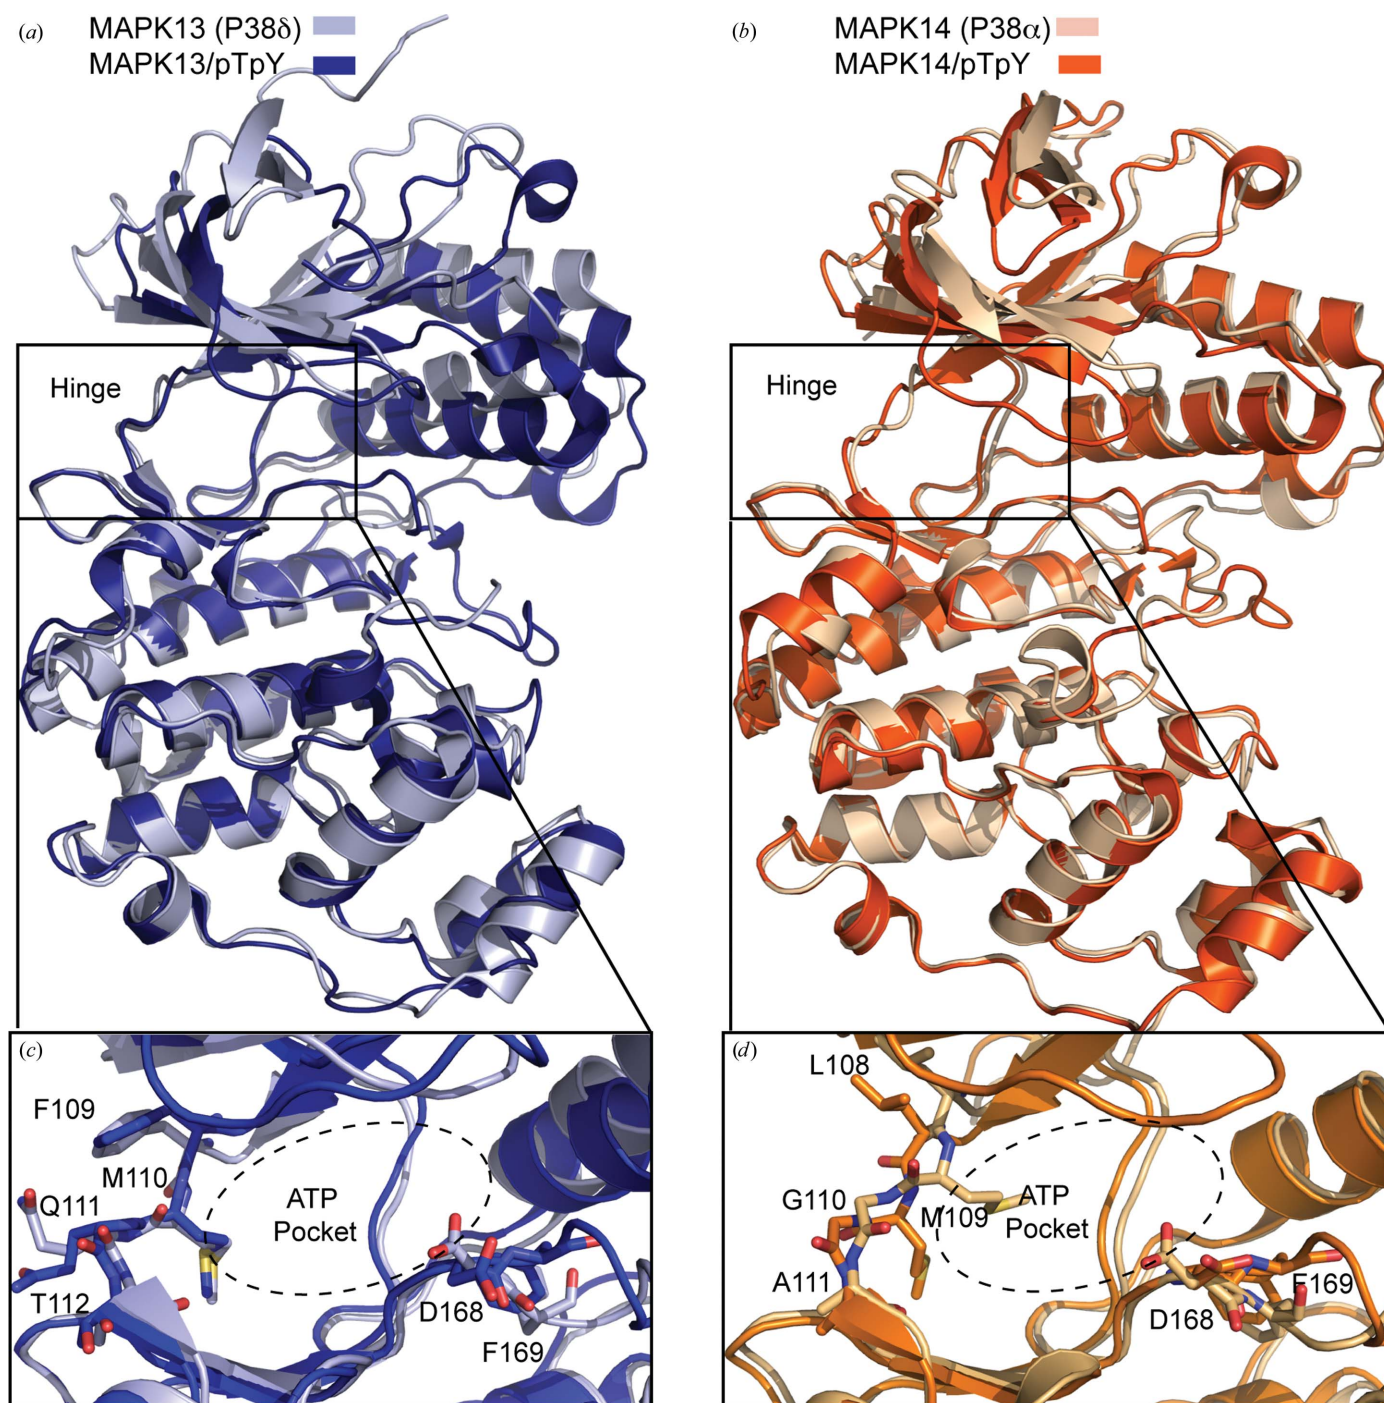 (a)
MAPK13 (P38δ)
MAPK13/pTpY
Hinge
(b)
MAPK14 (P38α)
MAPK14/pTpY
Hinge
(c)
F109
M110
Q111
T112
ATP
Pocket
D168
F169
(d)
L108
G110
M109
A111
ATP
Pocket
D168
F169